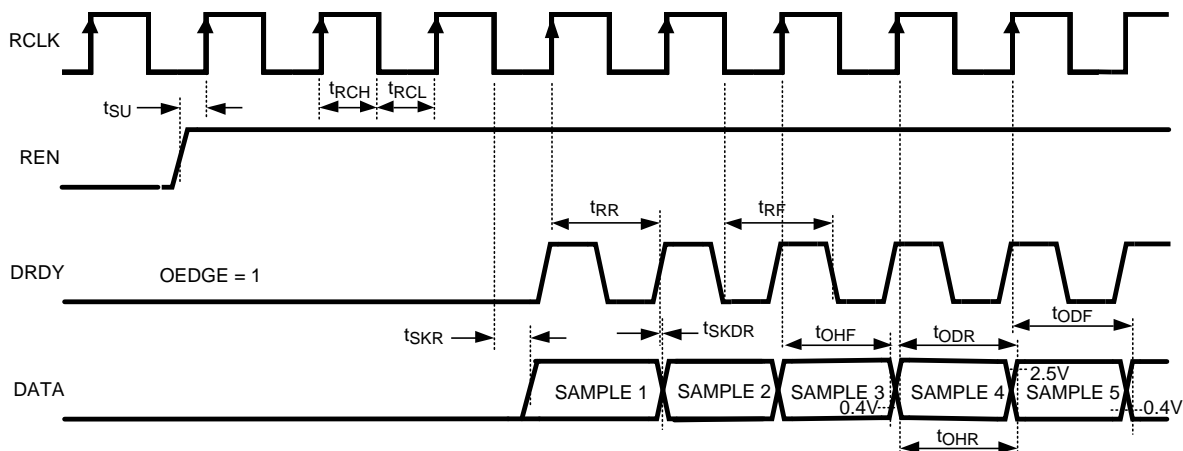 RCLK
tRCH
tRCL
tSU
REN
tRR
tRF
DRDY
OEDGE = 1
tSKR
tSKDR
tOHF
tODR
tODF
DATA
SAMPLE 1
SAMPLE 2
SAMPLE 3
SAMPLE 4
SAMPLE 5
2.5V
0.4V
0.4V
tOHR